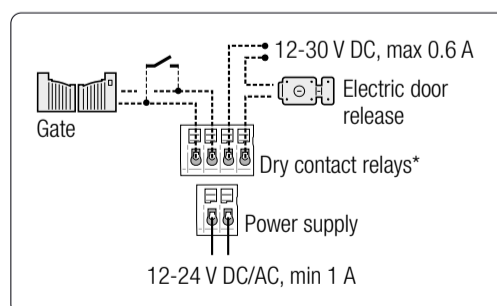 12-30 V DC, max 0.6 A
Gate
Electric door
release
Dry contact relays*
Power supply
12-24 V DC/AC, min 1 A